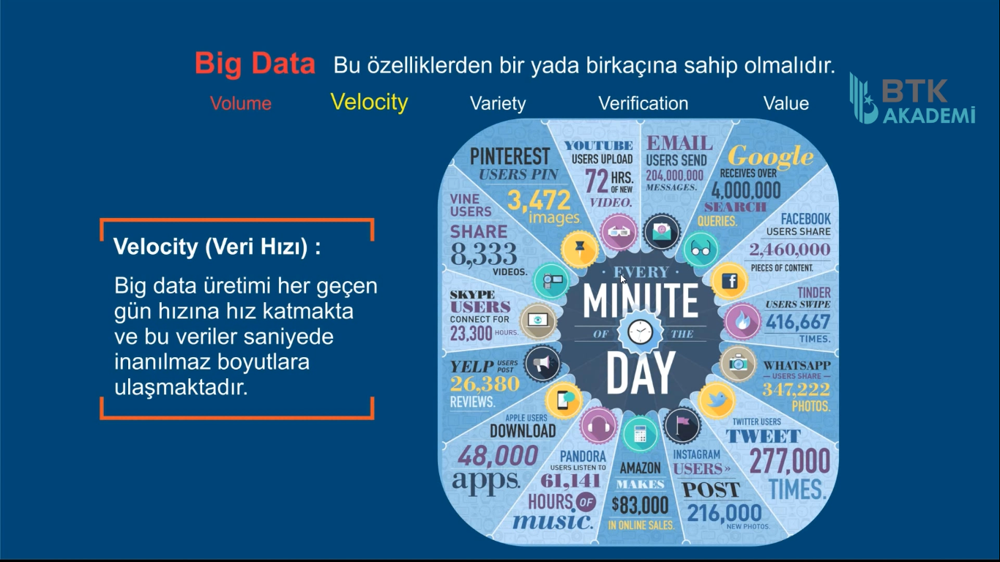 Big Data Bu özelliklerden bir yada birkaçına sahip olmalıdır.
Volume Velocity Variety Verification Value
BTK
AKADEMİ
Velocity (Veri Hızı) :
Big data üretimi her geçen
gün hızına hız katmakta
ve bu veriler saniyede
inanılmaz boyutlara
ulaşmaktadır.
· EVERY ·
MINUTE
OF THE
DAY
PINTEREST
USERS PIN
3,472
images.
YOUTUBE
USERS UPLOAD
72 HRS.
OF NEW
VIDEO.
EMAIL
USERS SEND
204,000,000
MESSAGES.
Google
RECEIVES OVER
4,000,000
SEARCH
QUERIES.
FACEBOOK
USERS SHARE
2,460,000
PIECES OF CONTENT.
TINDER
USERS SWIPE
416,667
TIMES.
WHATSAPP
— USERS SHARE —
347,222
PHOTOS.
TWITTER USERS
TWEET
277,000
TIMES.
INSTAGRAM
USERS »
POST
216,000
NEW PHOTOS.
AMAZON
MAKES
$83,000
IN ONLINE SALES.
PANDORA
USERS LISTEN TO
61,141
HOURS OF
music.
APPLE USERS
DOWNLOAD
48,000
apps.
YELP USERS
POST
26,380
REVIEWS.
SKYPE
USERS
CONNECT FOR
23,300 HOURS.
VINE
USERS
SHARE
8,333
VIDEOS.